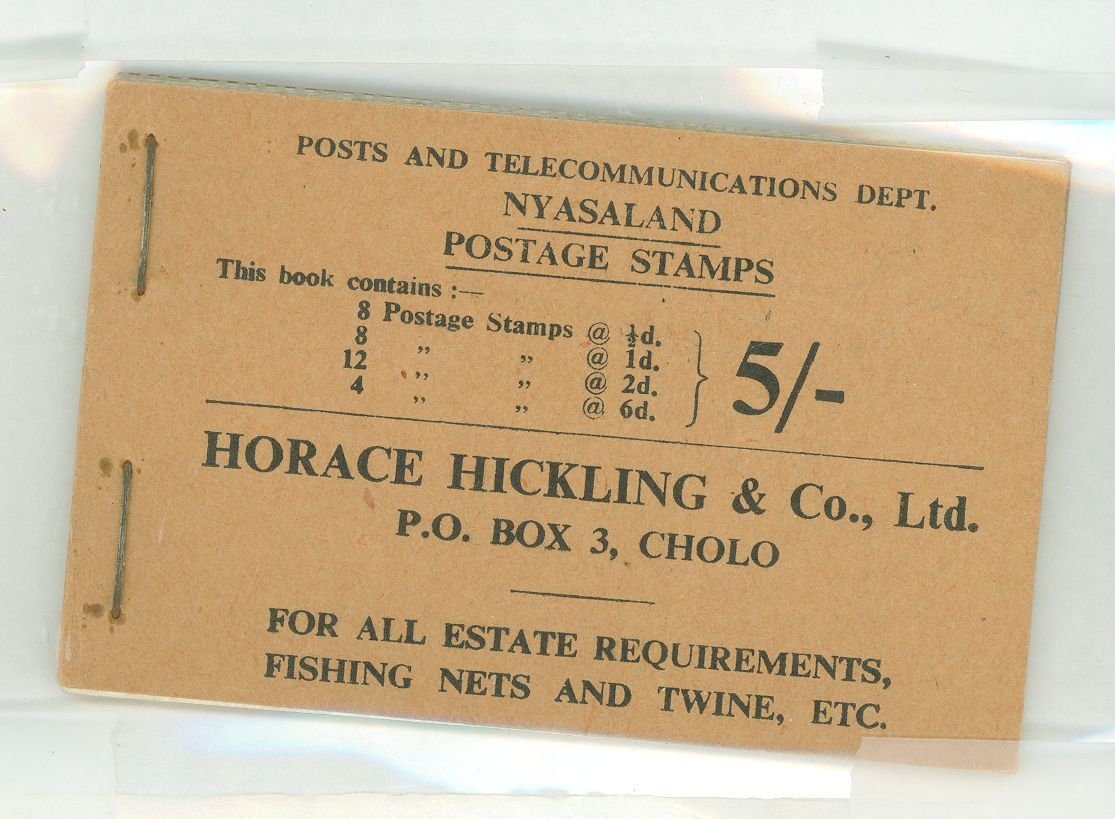 POSTS AND TELECOMMUNICATIONS DEPT.
NYASALAND
POSTAGE STAMPS
This book contains :—
8 Postage Stamps @ ½d.
8 „ „ @ 1d.
12 „ „ @ 2d.
4 „ „ @ 6d.
5/-
HORACE HICKLING & Co., Ltd.
P.O. BOX 3, CHOLO
FOR ALL ESTATE REQUIREMENTS,
FISHING NETS AND TWINE, ETC.